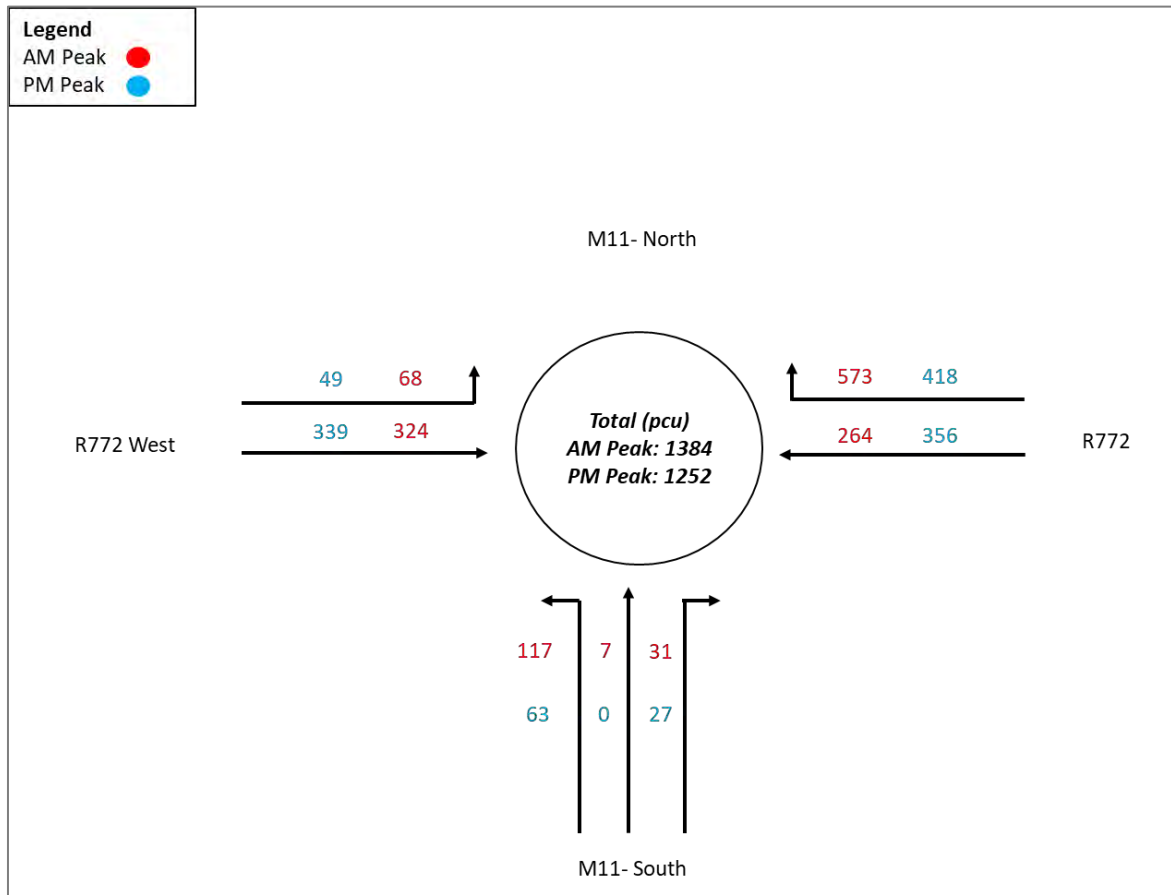 Legend
AM Peak
PM Peak
M11- North
49 68
573 418
R772 West
339 324
Total (pcu)
AM Peak: 1384
PM Peak: 1252
264 356
R772
117 7 31
63 0 27
M11- South